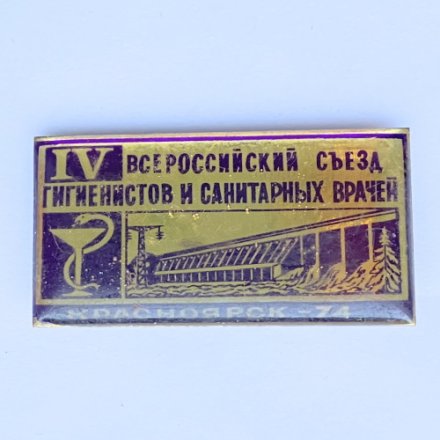 IV ВСЕРОССИЙСКИЙ СЪЕЗД
ГИГИЕНИСТОВ И САНИТАРНЫХ ВРАЧЕЙ
КРАСНОЯРСК-74